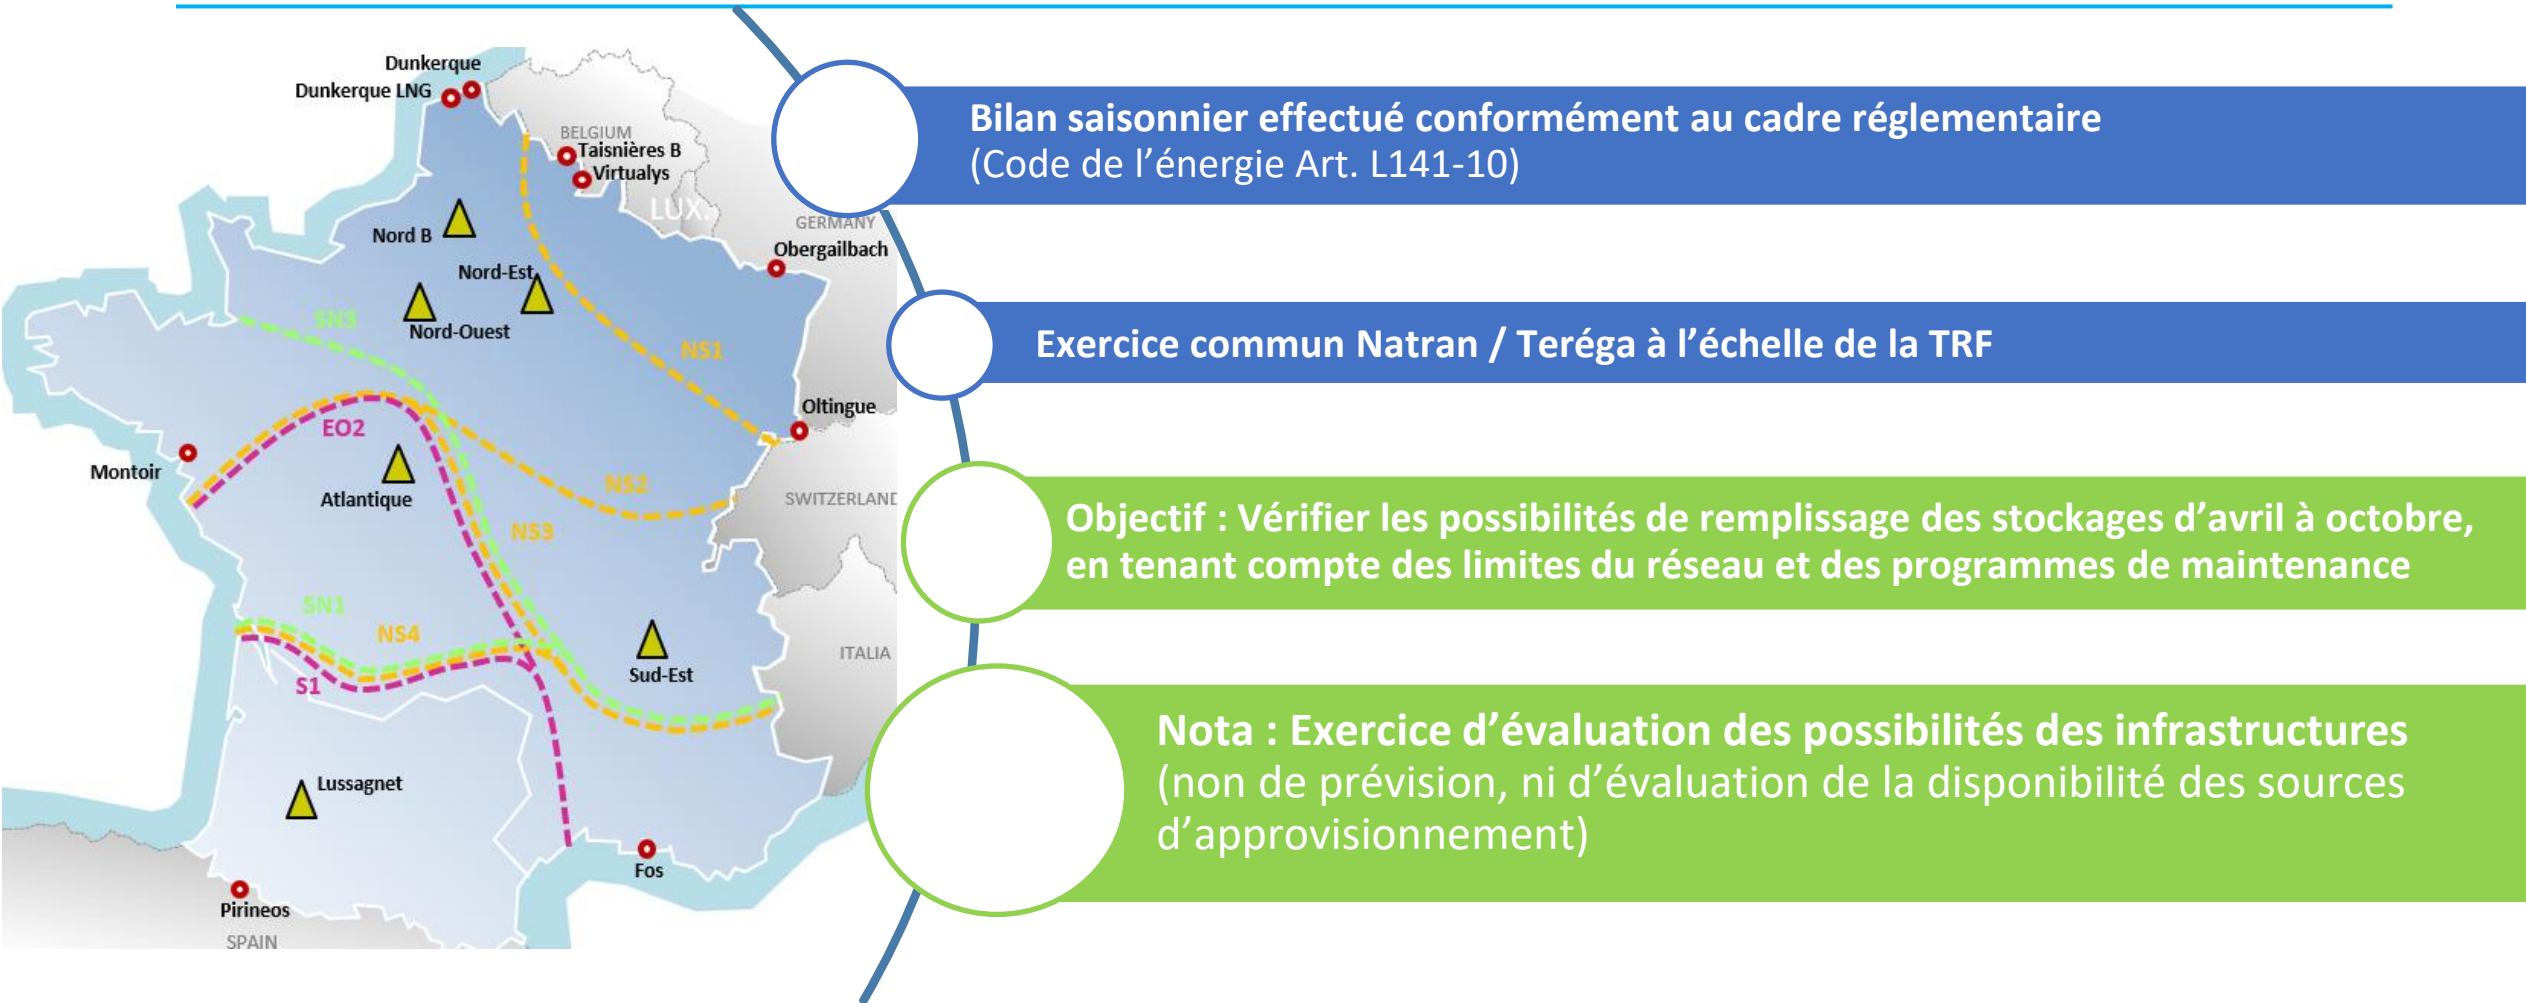 Dunkerque
Dunkerque LNG
BELGIUM
Taisnières B
Virtualys
LUX.
GERMANY
Obergailbach
Nord B
Nord-Est
Nord-Ouest
SN3
NS1
Oltingue
EO2
Montoir
Atlantique
NS2
SWITZERLAND
NS3
SN1
NS4
S1
Sud-Est
ITALIA
Lussagnet
Fos
Pirineos
SPAIN
Bilan saisonnier effectué conformément au cadre réglementaire
(Code de l’énergie Art. L141-10)
Exercice commun Natran / Teréga à l’échelle de la TRF
Objectif : Vérifier les possibilités de remplissage des stockages d’avril à octobre,
en tenant compte des limites du réseau et des programmes de maintenance
Nota : Exercice d’évaluation des possibilités des infrastructures
(non de prévision, ni d’évaluation de la disponibilité des sources
d’approvisionnement)